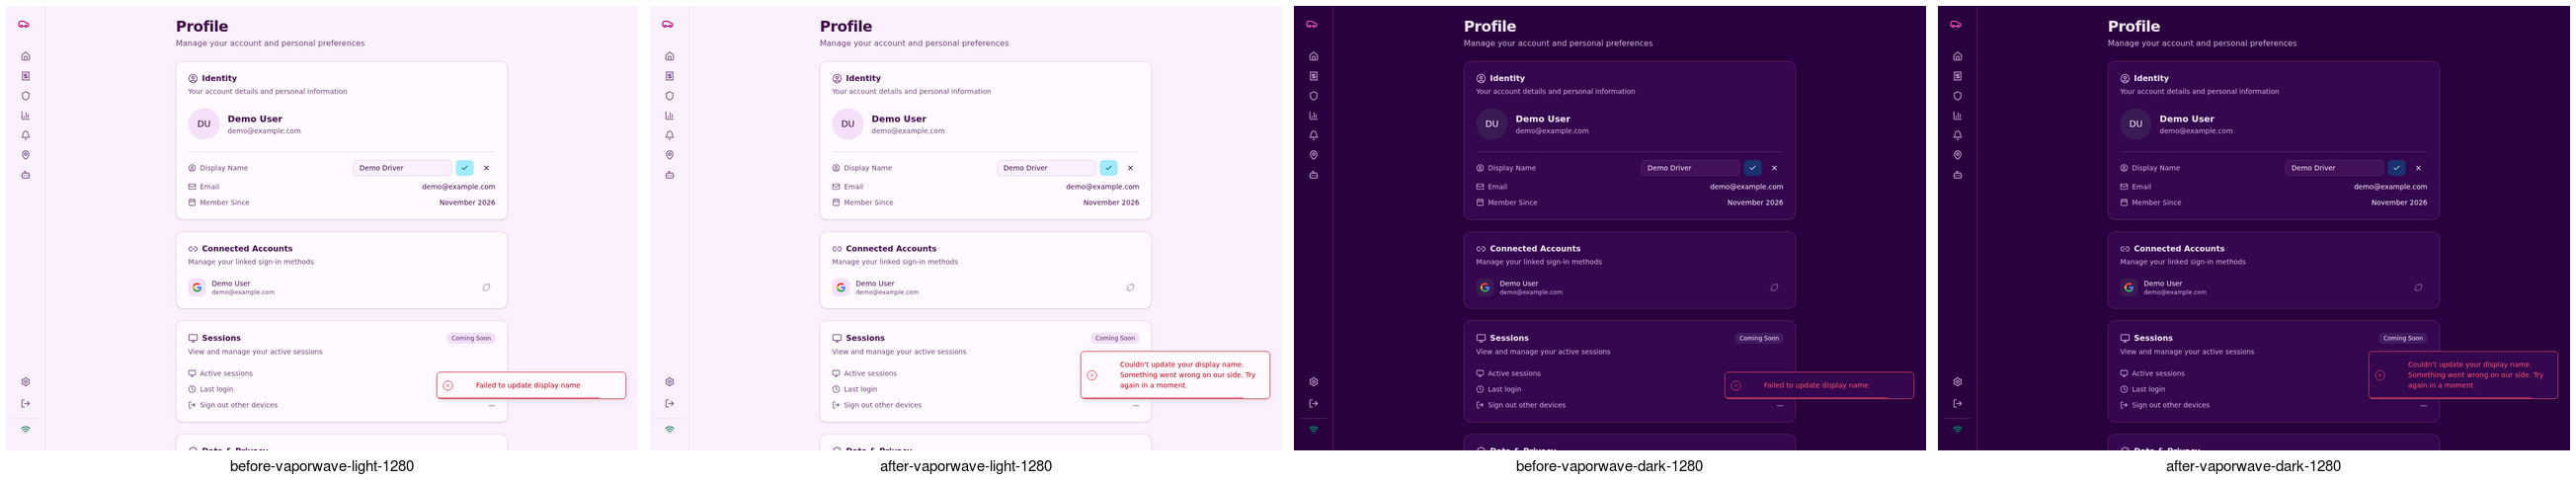 Profile
Manage your account and personal preferences
Identity
Your account details and personal information
DU
Demo User
demo@example.com
Display Name
Demo Driver
Email
demo@example.com
Member Since
November 2026
Connected Accounts
Manage your linked sign-in methods
Demo User
demo@example.com
Sessions
Coming Soon
View and manage your active sessions
Active sessions
Last login
Sign out other devices
—
Failed to update display name
Data & Privacy
before-vaporwave-light-1280
Profile
Manage your account and personal preferences
Identity
Your account details and personal information
DU
Demo User
demo@example.com
Display Name
Demo Driver
Email
demo@example.com
Member Since
November 2026
Connected Accounts
Manage your linked sign-in methods
Demo User
demo@example.com
Sessions
Coming Soon
View and manage your active sessions
Active sessions
Last login
Sign out other devices
—
Couldn't update your display name.
Something went wrong on our side. Try
again in a moment.
Data & Privacy
after-vaporwave-light-1280
Profile
Manage your account and personal preferences
Identity
Your account details and personal information
DU
Demo User
demo@example.com
Display Name
Demo Driver
Email
demo@example.com
Member Since
November 2026
Connected Accounts
Manage your linked sign-in methods
Demo User
demo@example.com
Sessions
Coming Soon
View and manage your active sessions
Active sessions
Last login
Sign out other devices
—
Failed to update display name
Data & Privacy
before-vaporwave-dark-1280
Profile
Manage your account and personal preferences
Identity
Your account details and personal information
DU
Demo User
demo@example.com
Display Name
Demo Driver
Email
demo@example.com
Member Since
November 2026
Connected Accounts
Manage your linked sign-in methods
Demo User
demo@example.com
Sessions
Coming Soon
View and manage your active sessions
Active sessions
Last login
Sign out other devices
—
Couldn't update your display name.
Something went wrong on our side. Try
again in a moment.
Data & Privacy
after-vaporwave-dark-1280